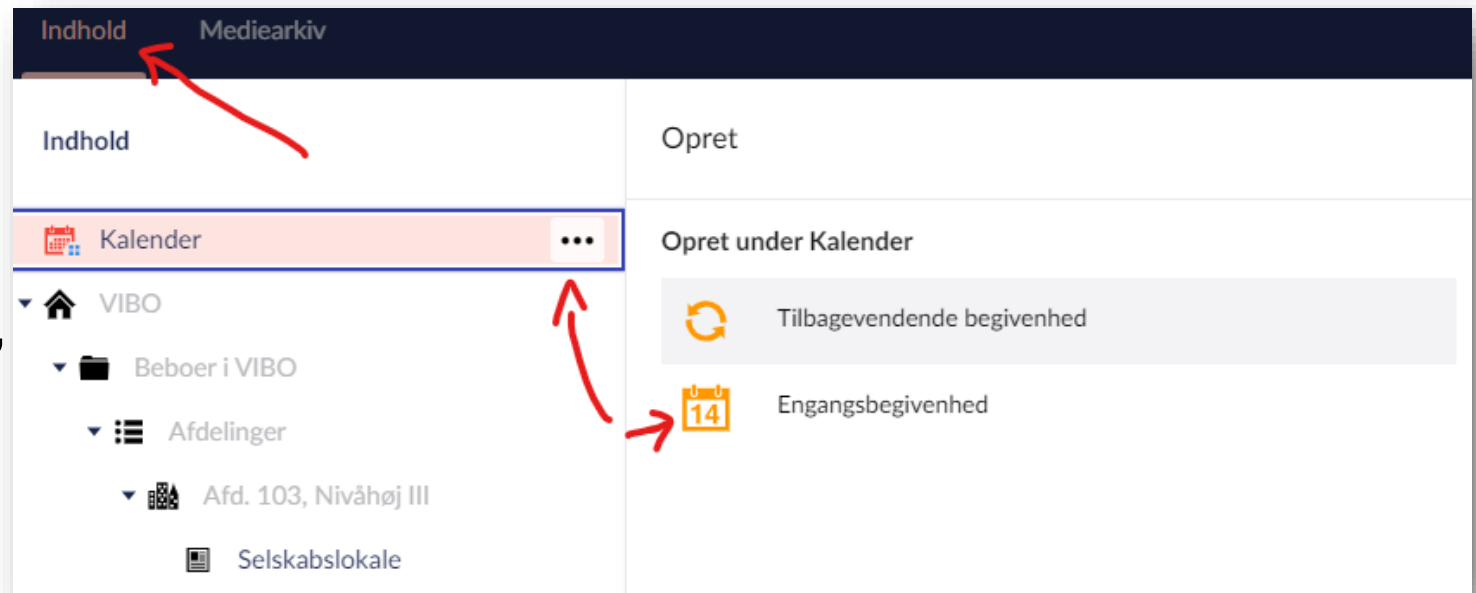 Indhold Mediearkiv
Indhold
Opret
Kalender
Opret under Kalender
VIBO
Tilbagevendende begivenhed
Beboer i VIBO
14 Engangsbegivenhed
Afdelinger
Afd. 103, Nivåhøj III
Selskabslokale